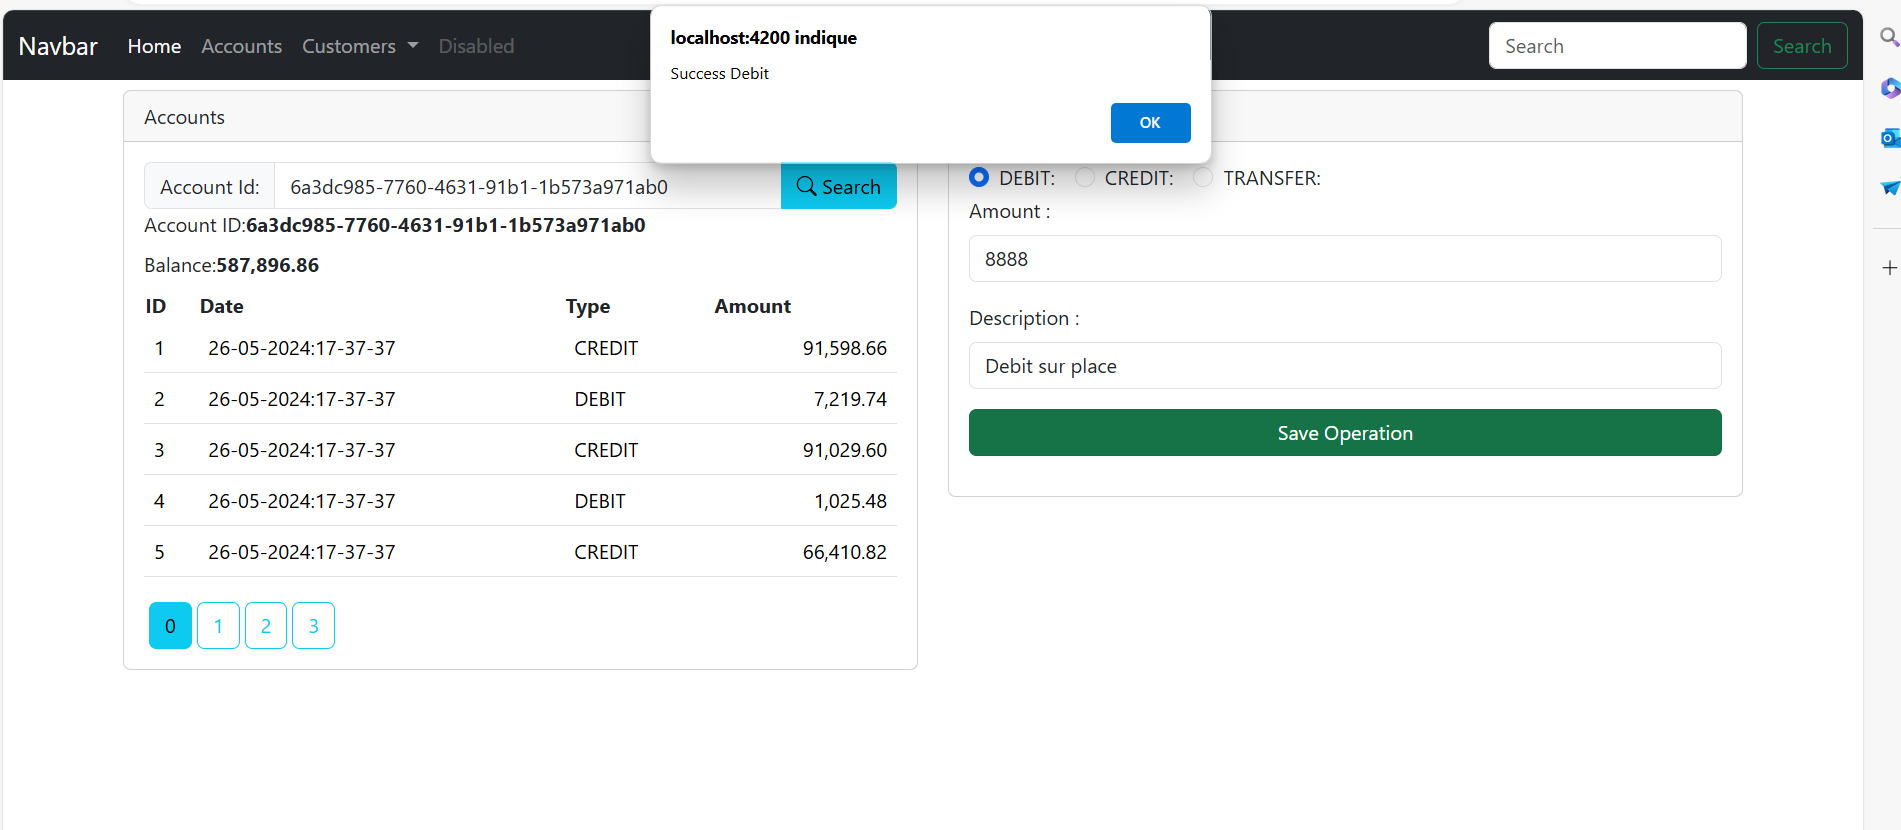 Navbar Home Accounts Customers Disabled Search Search
localhost:4200 indique
Success Debit
OK
Accounts
Account Id: 6a3dc985-7760-4631-91b1-1b573a971ab0 Search
Account ID:6a3dc985-7760-4631-91b1-1b573a971ab0
Balance:587,896.86
ID Date Type Amount
1 26-05-2024:17-37-37 CREDIT 91,598.66
2 26-05-2024:17-37-37 DEBIT 7,219.74
3 26-05-2024:17-37-37 CREDIT 91,029.60
4 26-05-2024:17-37-37 DEBIT 1,025.48
5 26-05-2024:17-37-37 CREDIT 66,410.82
0 1 2 3
DEBIT: CREDIT: TRANSFER:
Amount :
8888
Description :
Debit sur place
Save Operation